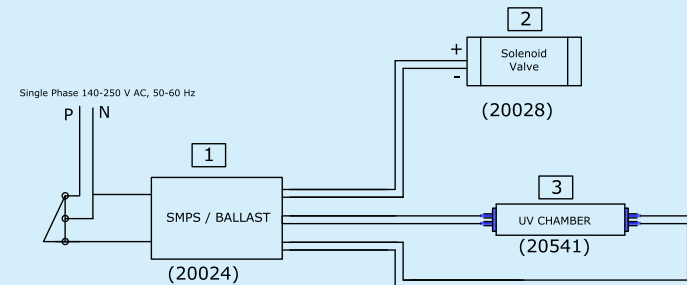 2
+
Solenoid
Valve
-
(20028)
Single Phase 140-250 V AC, 50-60 Hz
P N
1
SMPS / BALLAST
(20024)
3
UV CHAMBER
(20541)